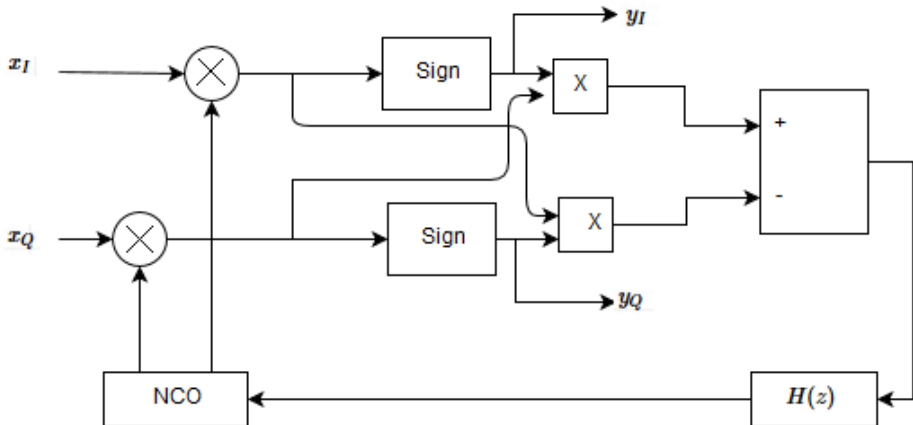 y_I
x_I
Sign
X
+
-
x_Q
Sign
X
y_Q
NCO
H(z)